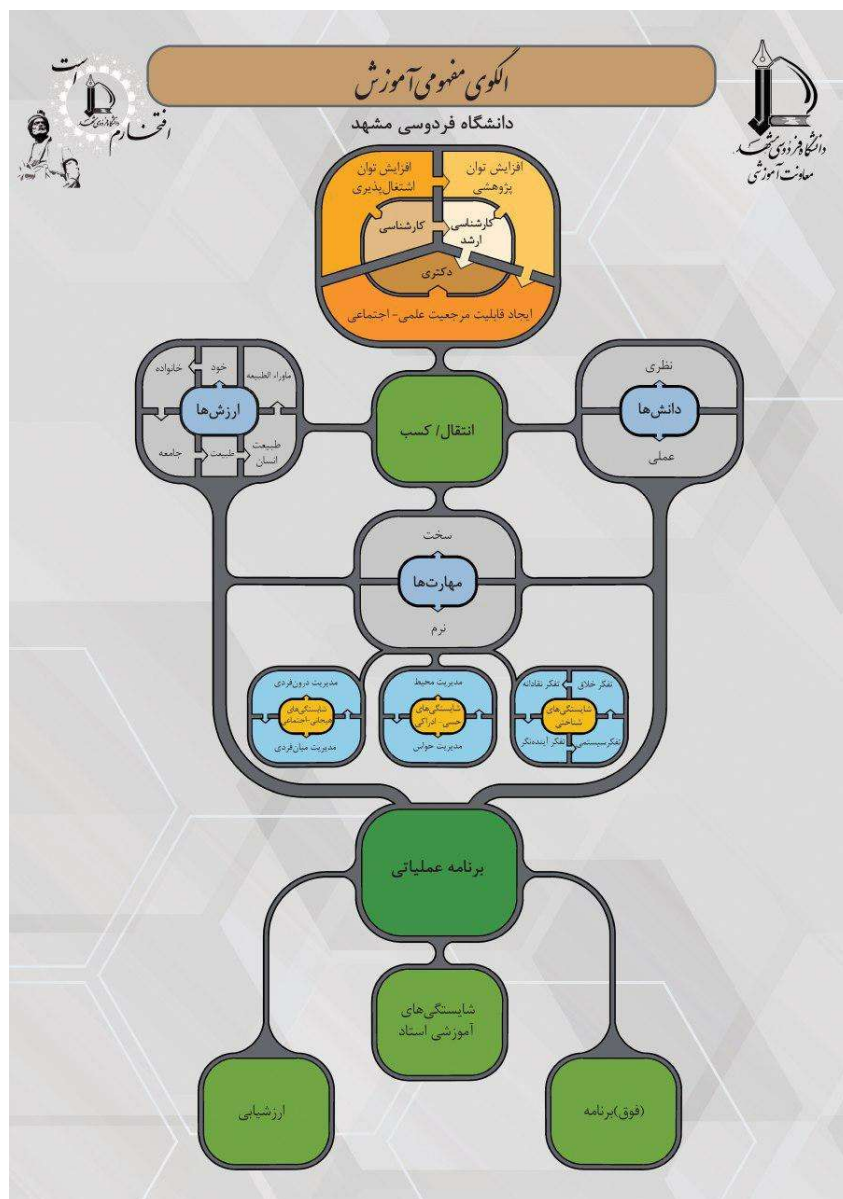 الگوی مفهومی آموزش
دانشگاه فردوسی مشهد
دانشگاه فردوسی مشهد
معاونت آموزشی
افتخارم
دانشگاه فردوسی مشهد
است
افزایش توان
پژوهشی
افزایش توان
اشتغال‌پذیری
کارشناسی
ارشد
کارشناسی
دکتری
ایجاد قابلیت مرجعیت علمی- اجتماعی
نظری
دانش‌ها
عملی
انتقال/ کسب
ماوراء الطبیعه
خود
خانواده
ارزش‌ها
طبیعت
انسان
طبیعت
جامعه
سخت
مهارت‌ها
نرم
تفکر خلاق
تفکر نقادانه
شایستگی‌های
شناختی
تفکرسیستمی
تفکر آینده‌نگر
مدیریت محیط
شایستگی‌های
حسی- ادراکی
مدیریت حواس
مدیریت درون‌فردی
شایستگی‌های
هیجانی-اجتماعی
مدیریت میان‌فردی
برنامه عملیاتی
شایستگی‌های
آموزشی استاد
(فوق)برنامه
ارزشیابی